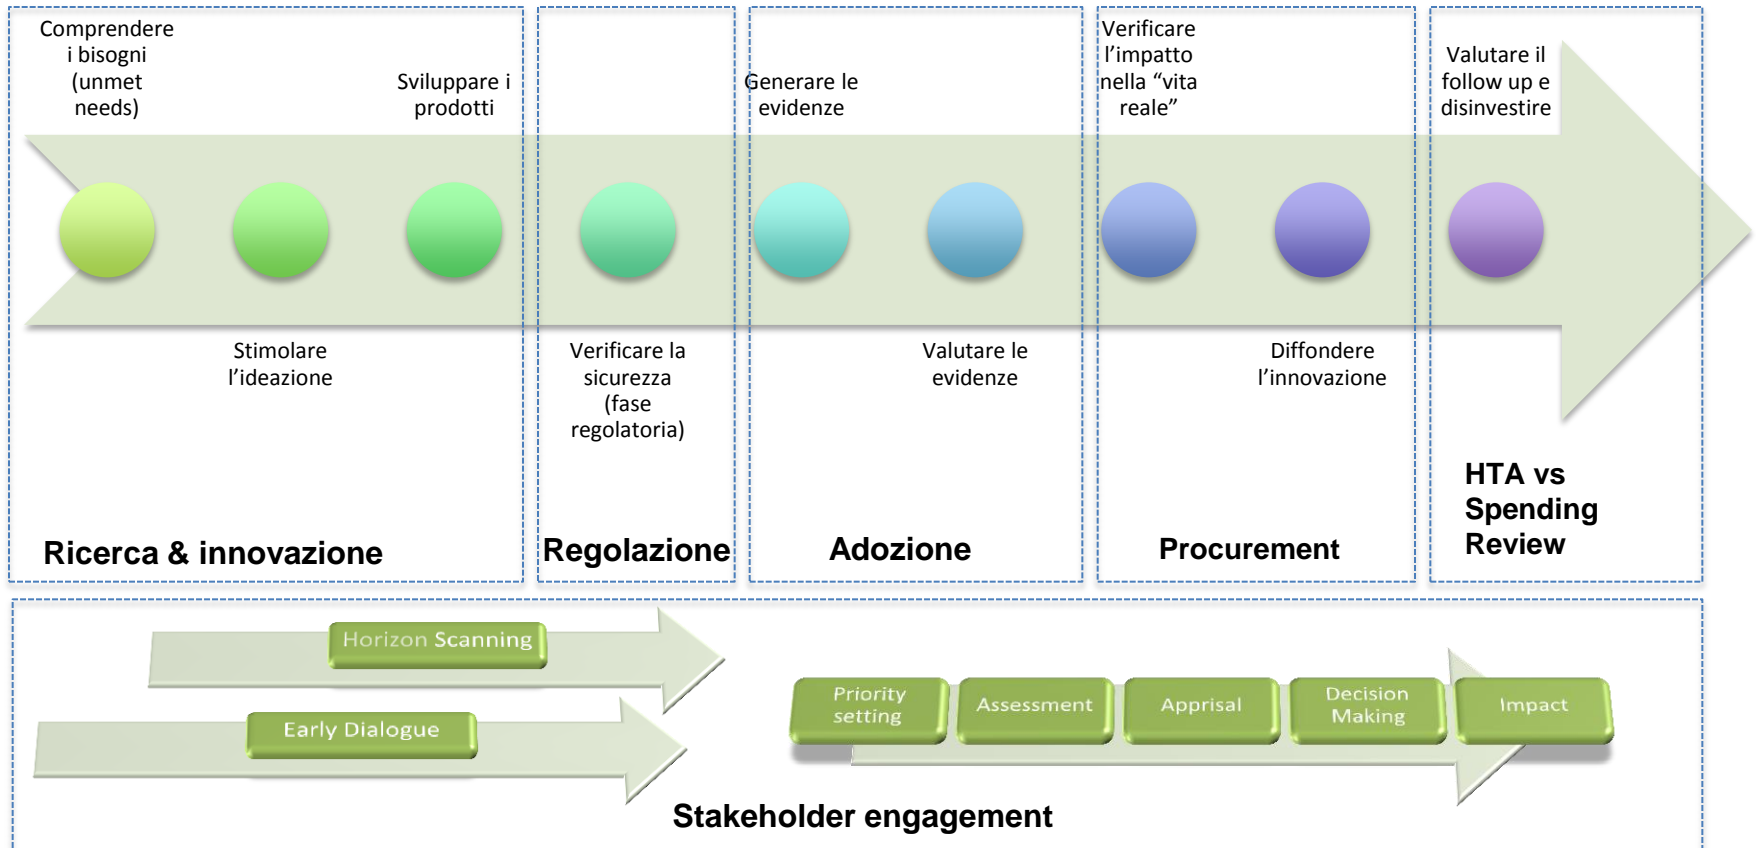 Comprendere
i bisogni
(unmet
needs)
Stimolare
l’ideazione
Sviluppare i
prodotti
Ricerca & innovazione
Verificare la
sicurezza
(fase
regolatoria)
Regolazione
Generare le
evidenze
Valutare le
evidenze
Adozione
Verificare
l’impatto
nella “vita
reale”
Diffondere
l’innovazione
Procurement
Valutare il
follow up e
disinvestire
HTA vs
Spending
Review
Horizon Scanning
Early Dialogue
Priority
setting
Assessment
Apprisal
Decision
Making
Impact
Stakeholder engagement